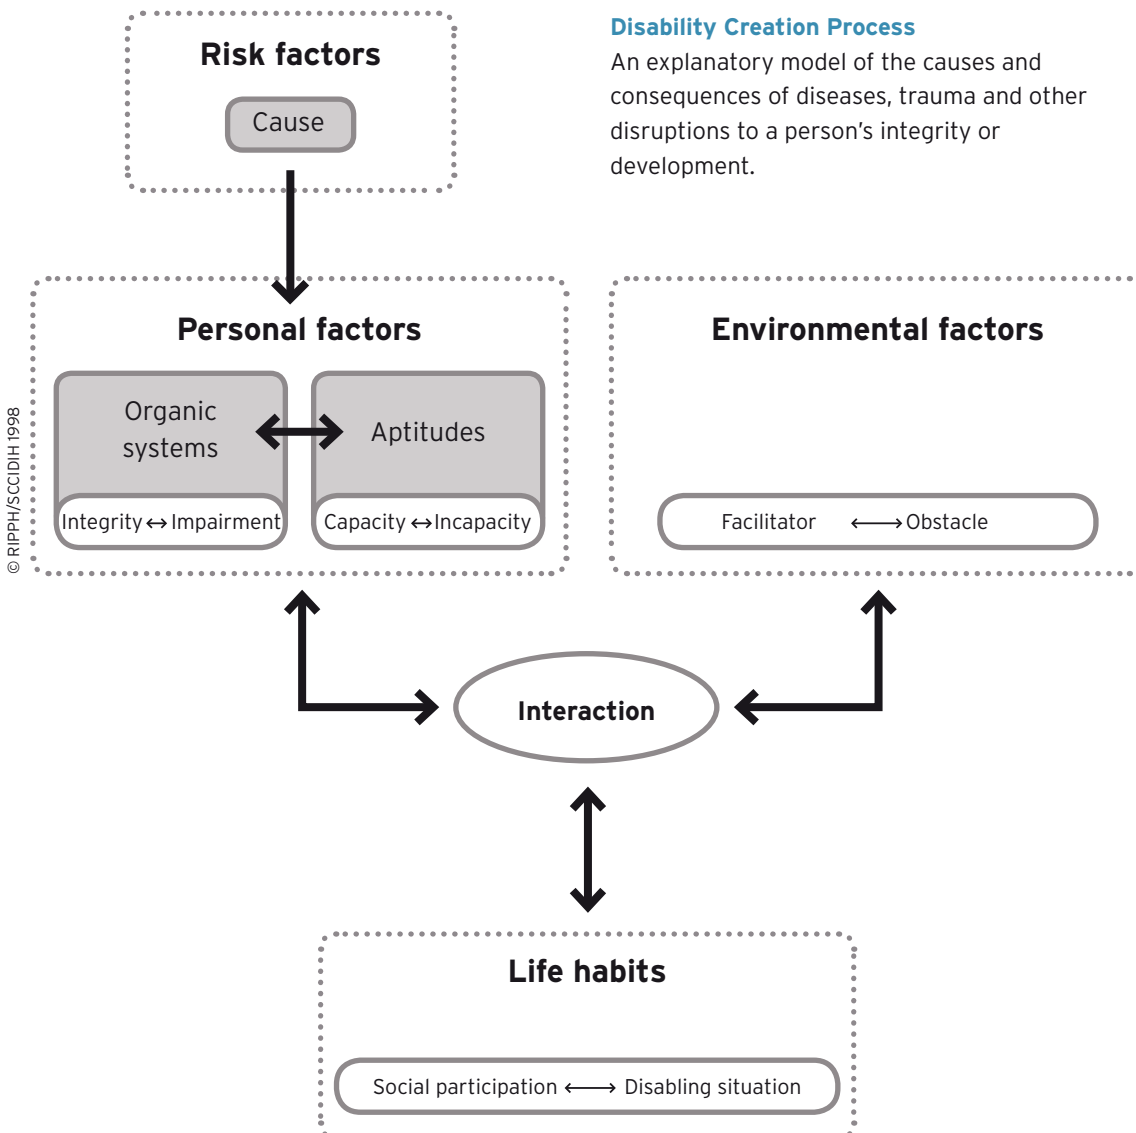 Disability Creation Process
An explanatory model of the causes and
consequences of diseases, trauma and other
disruptions to a person's integrity or
development.
Risk factors
Cause
Personal factors
Organic
systems
Aptitudes
Integrity ↔ Impairment
Capacity ↔ Incapacity
Environmental factors
Facilitator ⟷ Obstacle
© RIPPH/SCCIDIH 1998
Interaction
Life habits
Social participation ⟷ Disabling situation